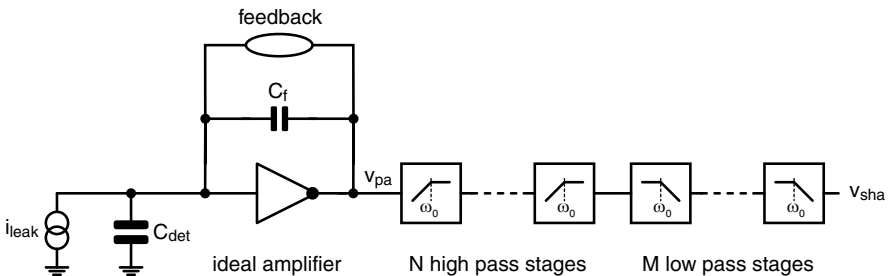 feedback
C_f
v_pa
ω_0
ω_0
ω_0
ω_0
v_sha
i_leak
C_det
ideal amplifier
N high pass stages
M low pass stages